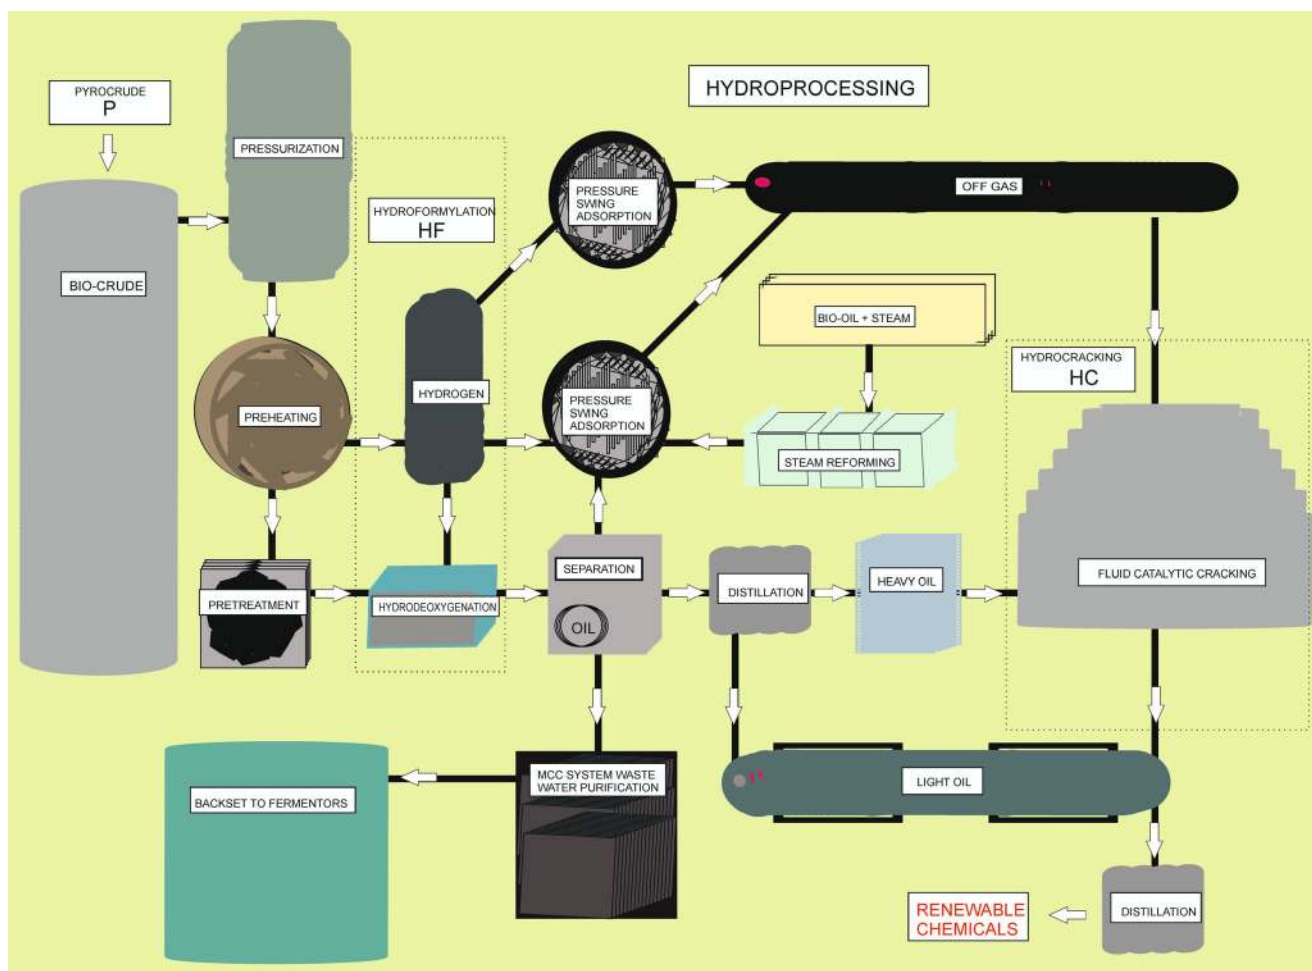 HYDROPROCESSING
PYROCRUDE
P
PRESSURIZATION
HYDROFORMYLATION
HF
PRESSURE
SWING
ADSORPTION
OFF GAS
BIO-CRUDE
BIO-OIL + STEAM
HYDROCRACKING
HC
PREHEATING
HYDROGEN
PRESSURE
SWING
ADSORPTION
STEAM REFORMING
PRETREATMENT
HYDRODEOXYGENATION
SEPARATION
OIL
DISTILLATION
HEAVY OIL
FLUID CATALYTIC CRACKING
BACKSET TO FERMENTORS
MCC SYSTEM WASTE
WATER PURIFICATION
LIGHT OIL
RENEWABLE
CHEMICALS
DISTILLATION